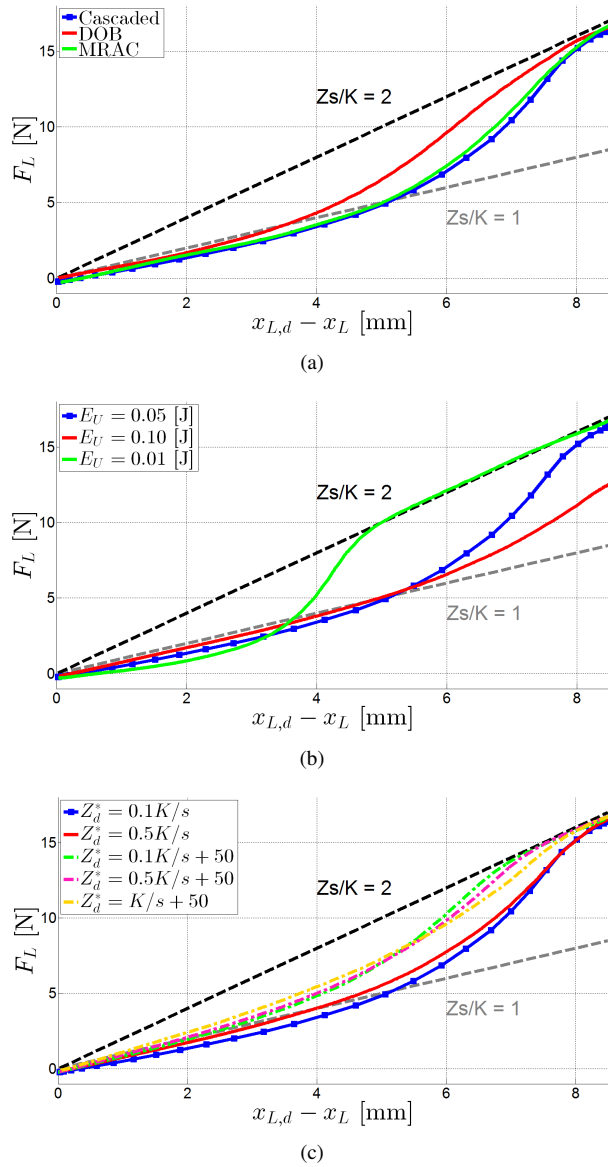 Cascaded
DOB
MRAC
Zs/K = 2
Zs/K = 1
15
10
5
0
F_L [N]
0 2 4 6 8
x_{L,d} − x_L [mm]
(a)
E_U = 0.05 [J]
E_U = 0.10 [J]
E_U = 0.01 [J]
Zs/K = 2
Zs/K = 1
15
10
5
0
F_L [N]
0 2 4 6 8
x_{L,d} − x_L [mm]
(b)
Z_d^* = 0.1K/s
Z_d^* = 0.5K/s
Z_d^* = 0.1K/s + 50
Z_d^* = 0.5K/s + 50
Z_d^* = K/s + 50
Zs/K = 2
Zs/K = 1
15
10
5
0
F_L [N]
0 2 4 6 8
x_{L,d} − x_L [mm]
(c)